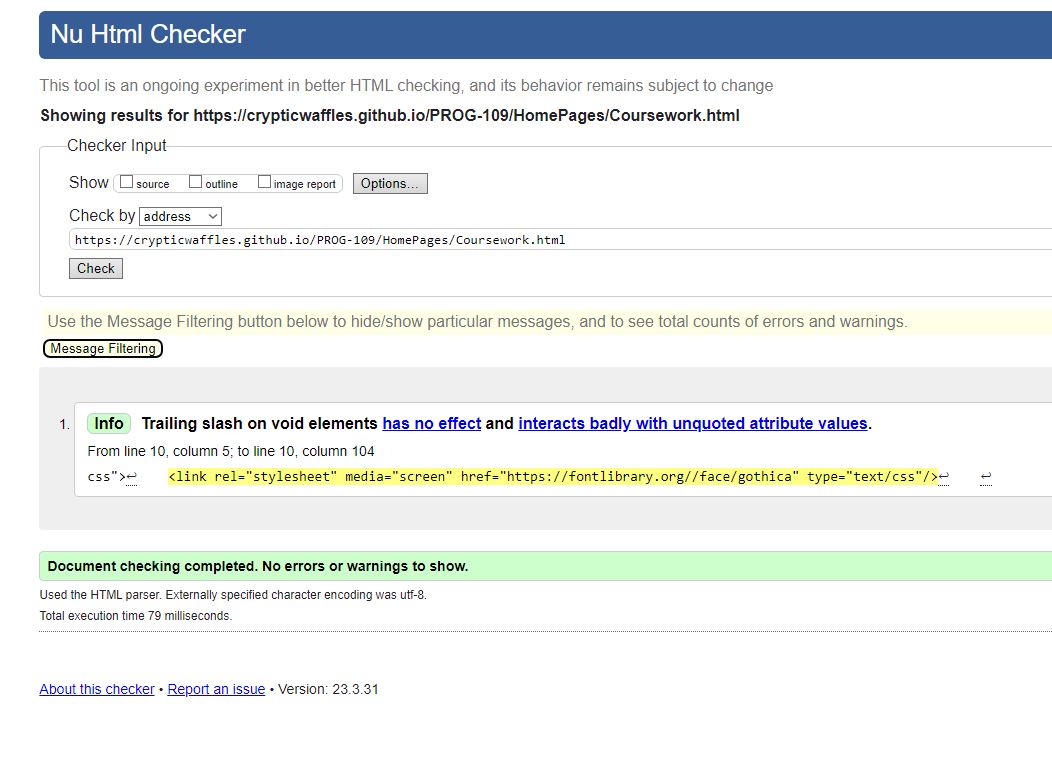 Nu Html Checker
This tool is an ongoing experiment in better HTML checking, and its behavior remains subject to change
Showing results for https://crypticwaffles.github.io/PROG-109/HomePages/Coursework.html
Checker Input
Show source outline image report Options...
Check by address
https://crypticwaffles.github.io/PROG-109/HomePages/Coursework.html
Check
Use the Message Filtering button below to hide/show particular messages, and to see total counts of errors and warnings.
Message Filtering
1. Info Trailing slash on void elements has no effect and interacts badly with unquoted attribute values.
From line 10, column 5; to line 10, column 104
css">↩ <link rel="stylesheet" media="screen" href="https://fontlibrary.org//face/gothica" type="text/css"/>↩ ↩
Document checking completed. No errors or warnings to show.
Used the HTML parser. Externally specified character encoding was utf-8.
Total execution time 79 milliseconds.
About this checker • Report an issue • Version: 23.3.31